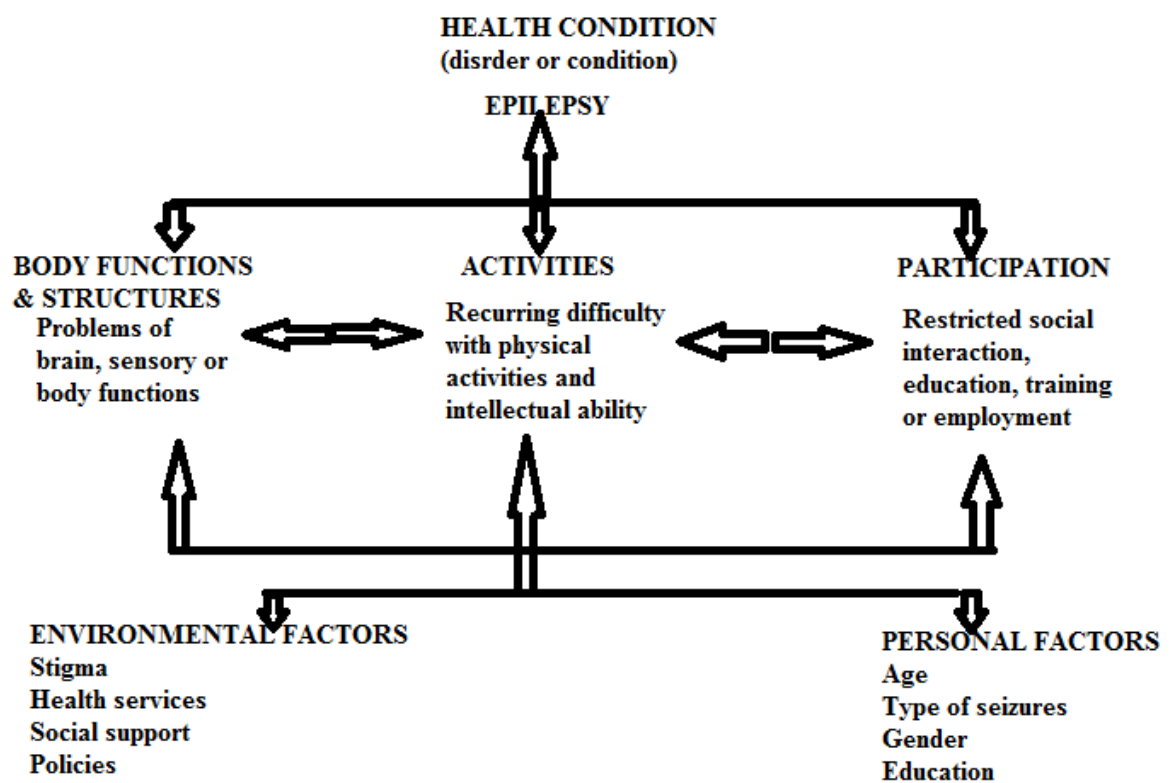 HEALTH CONDITION
(disrder or condition)
EPILEPSY
BODY FUNCTIONS
& STRUCTURES
Problems of
brain, sensory or
body functions
ACTIVITIES
Recurring difficulty
with physical
activities and
intellectual ability
PARTICIPATION
Restricted social
interaction,
education, training
or employment
ENVIRONMENTAL FACTORS
Stigma
Health services
Social support
Policies
PERSONAL FACTORS
Age
Type of seizures
Gender
Education